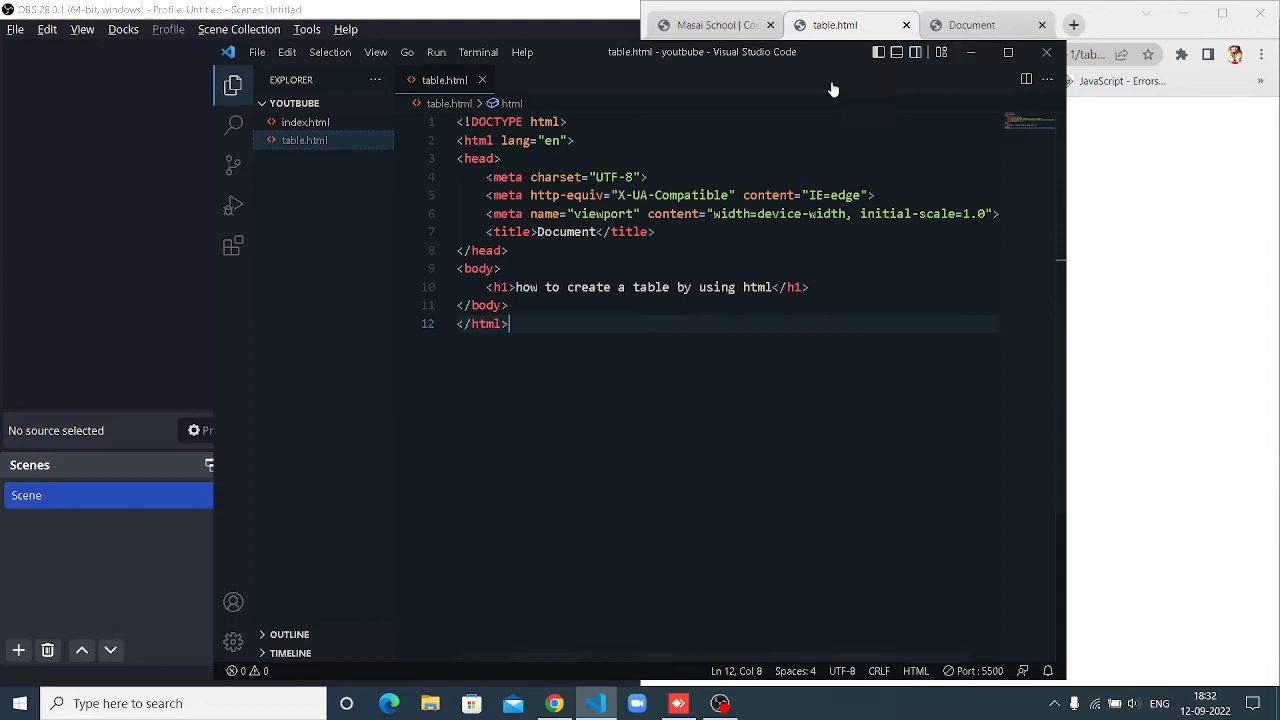 OBS 28.0.1 (64-bit, windows) - Profile: Untitled - Scenes: Untitled
File Edit View Docks Profile Scene Collection Tools Help
Masai School | Co
table.html
Document
1/tab...
JavaScript - Errors...
File Edit Selection View Go Run Terminal Help
table.html - youtbube - Visual Studio Code
EXPLORER
table.html
YOUTBUBE
index.html
table.html
table.html > html
1 <!DOCTYPE html>
2 <html lang="en">
3 <head>
4 <meta charset="UTF-8">
5 <meta http-equiv="X-UA-Compatible" content="IE=edge">
6 <meta name="viewport" content="width=device-width, initial-scale=1.0">
7 <title>Document</title>
8 </head>
9 <body>
10 <h1>how to create a table by using html</h1>
11 </body>
12 </html>
No source selected
Pr
Scenes
Scene
OUTLINE
TIMELINE
0 0
Ln 12, Col 8 Spaces: 4 UTF-8 CRLF HTML Port : 5500
Type here to search
ENG
18:32
12-09-2022